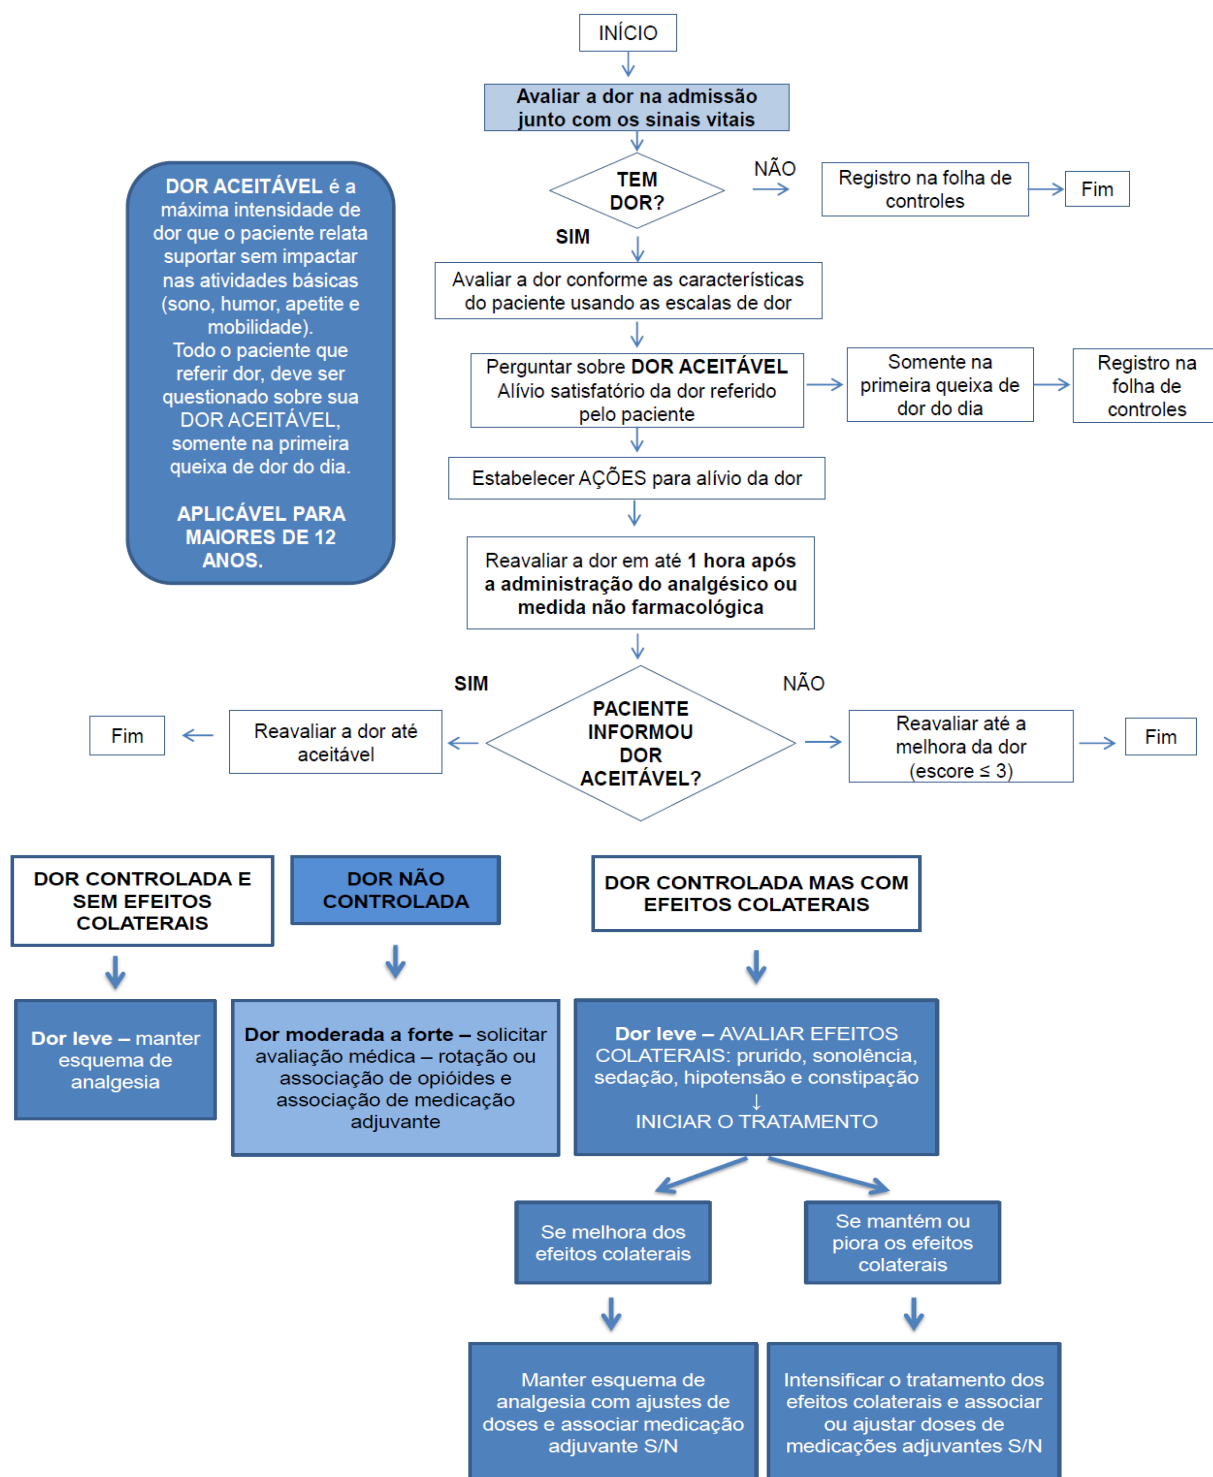 INÍCIO
Avaliar a dor na admissão
junto com os sinais vitais
TEM
DOR?
NÃO
Registro na folha de
controles
Fim
SIM
DOR ACEITÁVEL é a
máxima intensidade de
dor que o paciente relata
suportar sem impactar
nas atividades básicas
(sono, humor, apetite e
mobilidade).
Todo o paciente que
referir dor, deve ser
questionado sobre sua
DOR ACEITÁVEL,
somente na primeira
queixa de dor do dia.
APLICÁVEL PARA
MAIORES DE 12
ANOS.
Avaliar a dor conforme as características
do paciente usando as escalas de dor
Perguntar sobre DOR ACEITÁVEL
Alívio satisfatório da dor referido
pelo paciente
Somente na
primeira queixa de
dor do dia
Registro na
folha de
controles
Estabelecer AÇÕES para alívio da dor
Reavaliar a dor em até 1 hora após
a administração do analgésico ou
medida não farmacológica
PACIENTE
INFORMOU
DOR
ACEITÁVEL?
SIM
Reavaliar a dor até
aceitável
Fim
NÃO
Reavaliar até a
melhora da dor
(escore ≤ 3)
Fim
DOR CONTROLADA E
SEM EFEITOS
COLATERAIS
DOR NÃO
CONTROLADA
DOR CONTROLADA MAS COM
EFEITOS COLATERAIS
Dor leve – manter
esquema de
analgesia
Dor moderada a forte – solicitar
avaliação médica – rotação ou
associação de opióides e
associação de medicação
adjuvante
Dor leve – AVALIAR EFEITOS
COLATERAIS: prurido, sonolência,
sedação, hipotensão e constipação
↓
INICIAR O TRATAMENTO
Se melhora dos
efeitos colaterais
Se mantém ou
piora os efeitos
colaterais
Manter esquema de
analgesia com ajustes de
doses e associar medicação
adjuvante S/N
Intensificar o tratamento dos
efeitos colaterais e associar
ou ajustar doses de
medicações adjuvantes S/N